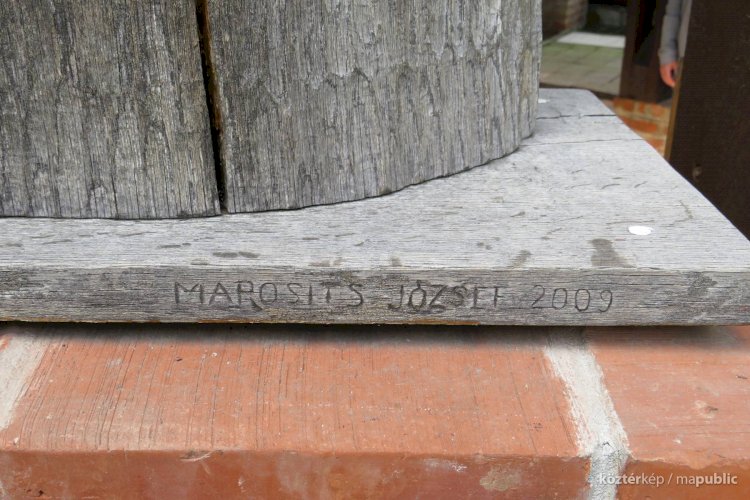 MAROSITS JÓZSEF 2009
© köztérkép / mapublic